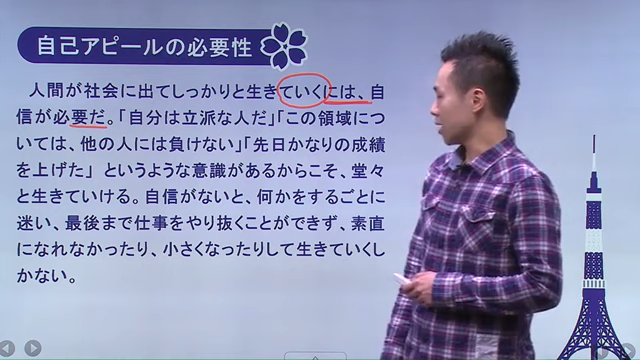 自己アピールの必要性
人間が社会に出てしっかりと生きていくには、自
信が必要だ。「自分は立派な人だ」「この領域につ
いては、他の人には負けない」「先日かなりの成績
を上げた」というような意識があるからこそ、堂々
と生きていける。自信がないと、何かをするごとに
迷い、最後まで仕事をやり抜くことができず、素直
になれなかったり、小さくなったりして生きていくし
かない。